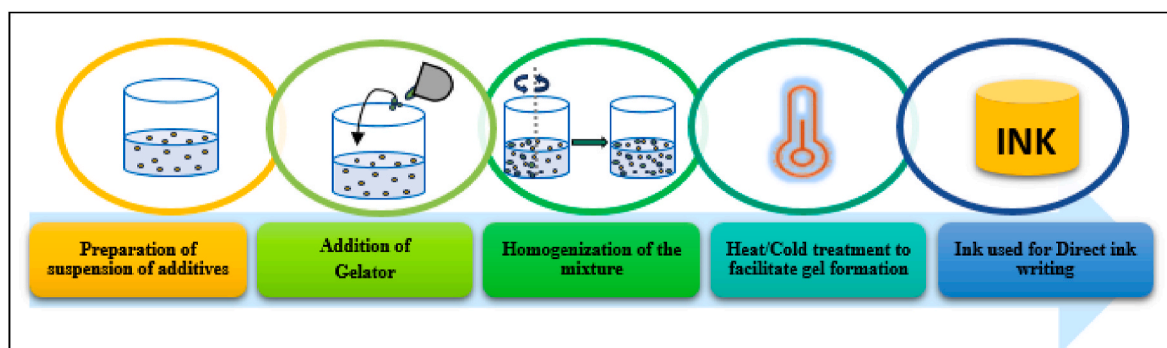 INK
Preparation of
suspension of additives
Addition of
Gelator
Homogenization of the
mixture
Heat/Cold treatment to
facilitate gel formation
Ink used for Direct ink
writing